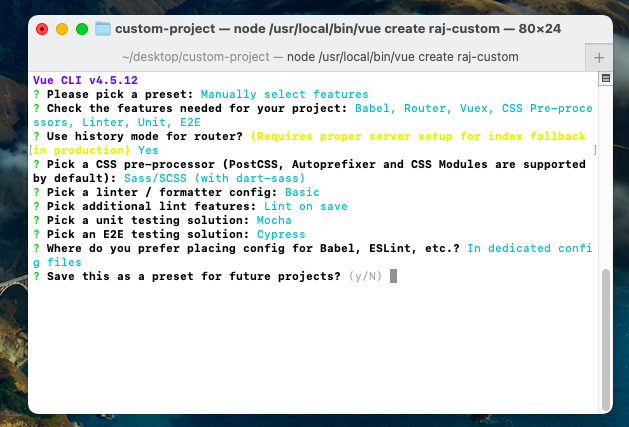 custom-project — node /usr/local/bin/vue create raj-custom — 80×24
~/desktop/custom-project — node /usr/local/bin/vue create raj-custom
+
Vue CLI v4.5.12
? Please pick a preset: Manually select features
? Check the features needed for your project: Babel, Router, Vuex, CSS Pre-proce
ssors, Linter, Unit, E2E
? Use history mode for router? (Requires proper server setup for index fallback
[in production) Yes ]
? Pick a CSS pre-processor (PostCSS, Autoprefixer and CSS Modules are supported
by default): Sass/SCSS (with dart-sass)
? Pick a linter / formatter config: Basic
? Pick additional lint features: Lint on save
? Pick a unit testing solution: Mocha
? Pick an E2E testing solution: Cypress
? Where do you prefer placing config for Babel, ESLint, etc.? In dedicated confi
g files
? Save this as a preset for future projects? (y/N)